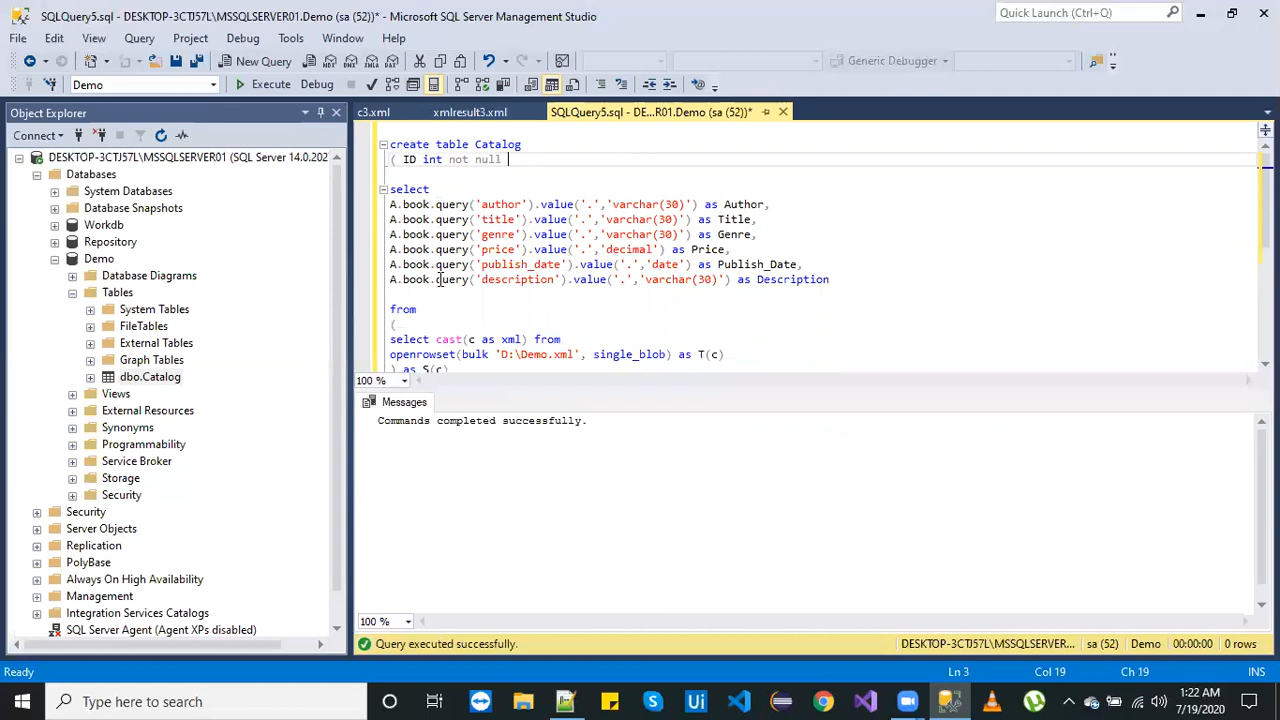 SQLQuery5.sql - DESKTOP-3CTJ57L\MSSQLSERVER01.Demo (sa (52))* - Microsoft SQL Server Management Studio
Quick Launch (Ctrl+Q)
File Edit View Query Project Debug Tools Window Help
New Query
Generic Debugger
Demo
Execute Debug
Object Explorer
c3.xml xmlresult3.xml SQLQuery5.sql - DE...R01.Demo (sa (52))*
Connect
DESKTOP-3CTJ57L\MSSQLSERVER01 (SQL Server 14.0.202
Databases
System Databases
Database Snapshots
Workdb
Repository
Demo
Database Diagrams
Tables
System Tables
FileTables
External Tables
Graph Tables
dbo.Catalog
Views
External Resources
Synonyms
Programmability
Service Broker
Storage
Security
Security
Server Objects
Replication
PolyBase
Always On High Availability
Management
Integration Services Catalogs
SQL Server Agent (Agent XPs disabled)
create table Catalog
( ID int not null
select
A.book.query('author').value('.','varchar(30)') as Author,
A.book.query('title').value('.','varchar(30)') as Title,
A.book.query('genre').value('.','varchar(30)') as Genre,
A.book.query('price').value('.','decimal') as Price,
A.book.query('publish_date').value('.','date') as Publish_Date,
A.book.query('description').value('.','varchar(30)') as Description
from
(
select cast(c as xml) from
openrowset(bulk 'D:\Demo.xml', single_blob) as T(c)
) as S(c)
100 %
Messages
Commands completed successfully.
100 %
Query executed successfully.
DESKTOP-3CTJ57L\MSSQLSERVER... sa (52) Demo 00:00:00 0 rows
Ready
Ln 3 Col 19 Ch 19 INS
Type here to search
1:22 AM
7/19/2020